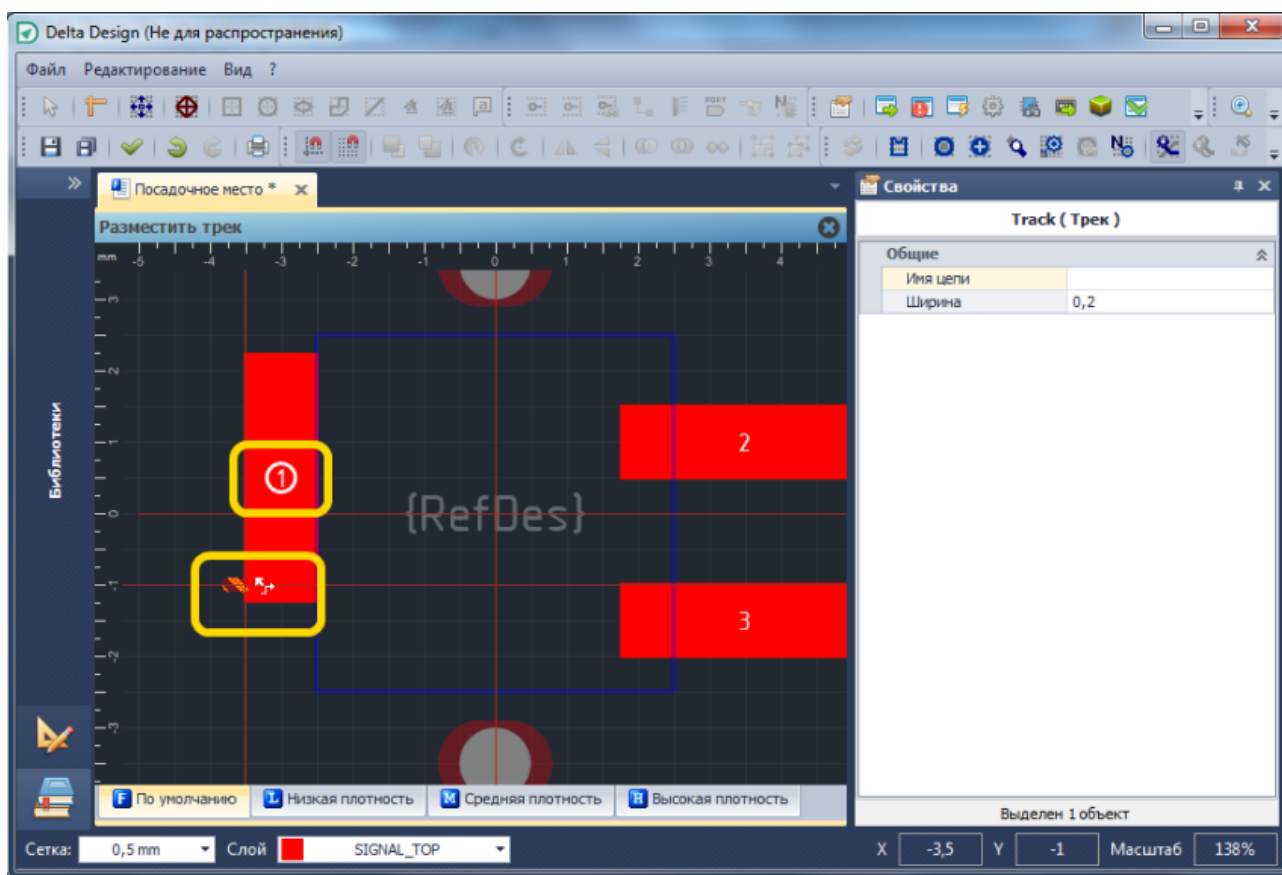 Delta Design (Не для распространения)
Файл Редактирование Вид ?
PORT
Посадочное место *
Свойства
Разместить трек
Track ( Трек )
mm -5 -4 -3 -2 -1 0 1 2 3 4
Общие
Имя цепи
Ширина 0,2
3
2
1
0
-1
-2
-3
Библиотеки
1
2
{RefDes}
3
F По умолчанию L Низкая плотность M Средняя плотность H Высокая плотность
Выделен 1 объект
Сетка: 0,5 mm Слой SIGNAL_TOP X -3,5 Y -1 Масштаб 138%